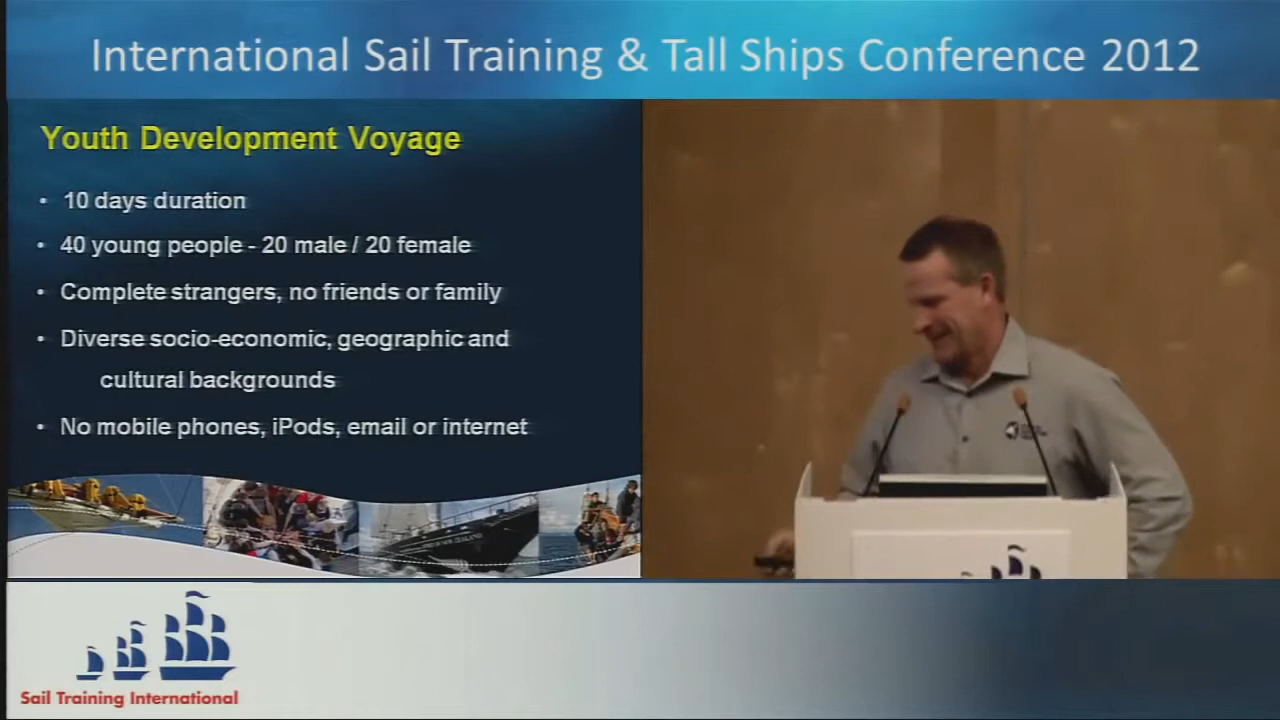 International Sail Training & Tall Ships Conference 2012
Youth Development Voyage
• 10 days duration
• 40 young people - 20 male / 20 female
• Complete strangers, no friends or family
• Diverse socio-economic, geographic and
cultural backgrounds
• No mobile phones, iPods, email or internet
Sail Training International